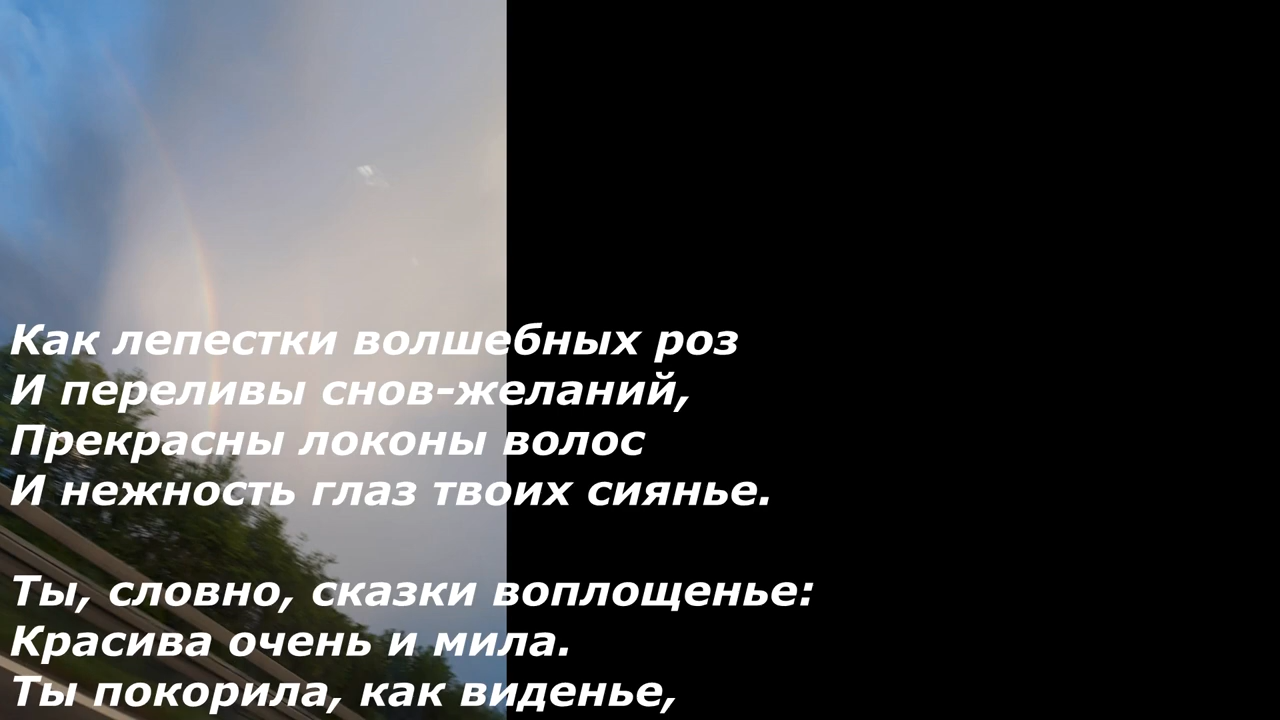 Как лепестки волшебных роз
И переливы снов-желаний,
Прекрасны локоны волос
И нежность глаз твоих сиянье.
Ты, словно, сказки воплощенье:
Красива очень и мила.
Ты покорила, как виденье,